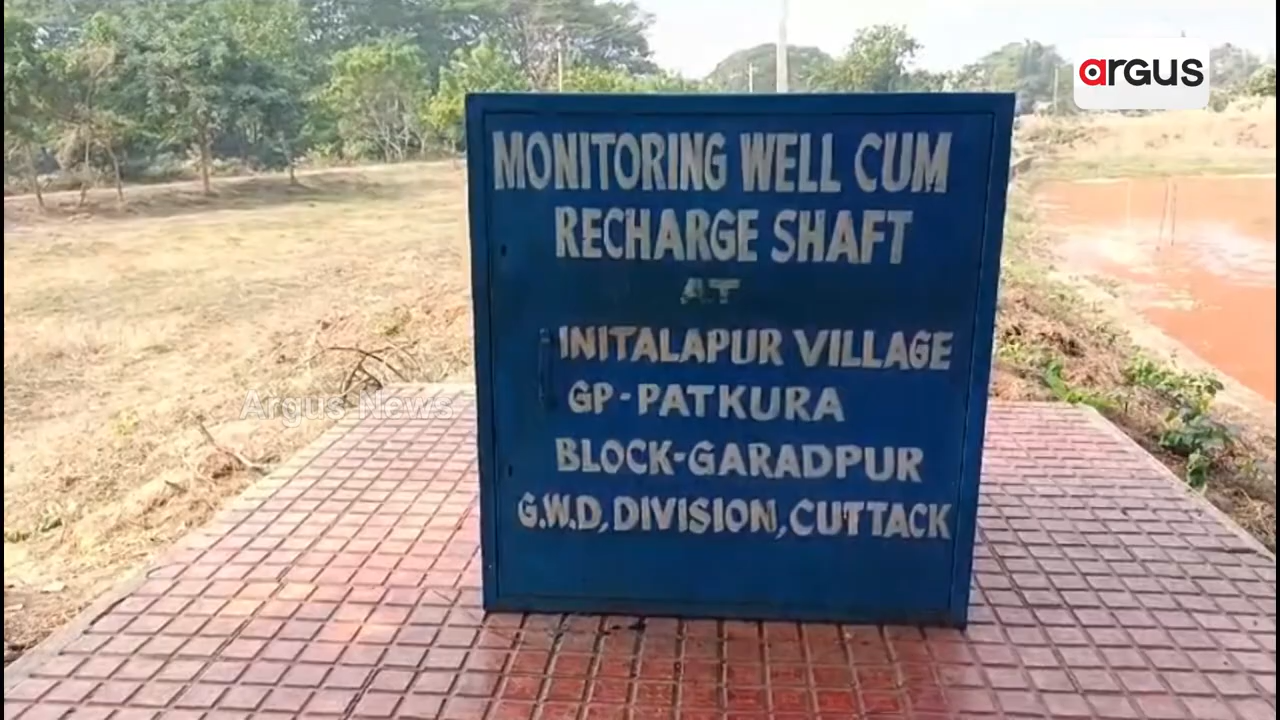 argus
MONITORING WELL CUM
RECHARGE SHAFT
AT
INITALAPUR VILLAGE
GP-PATKURA
BLOCK-GARADPUR
G.W.D, DIVISION, CUTTACK
Argus News